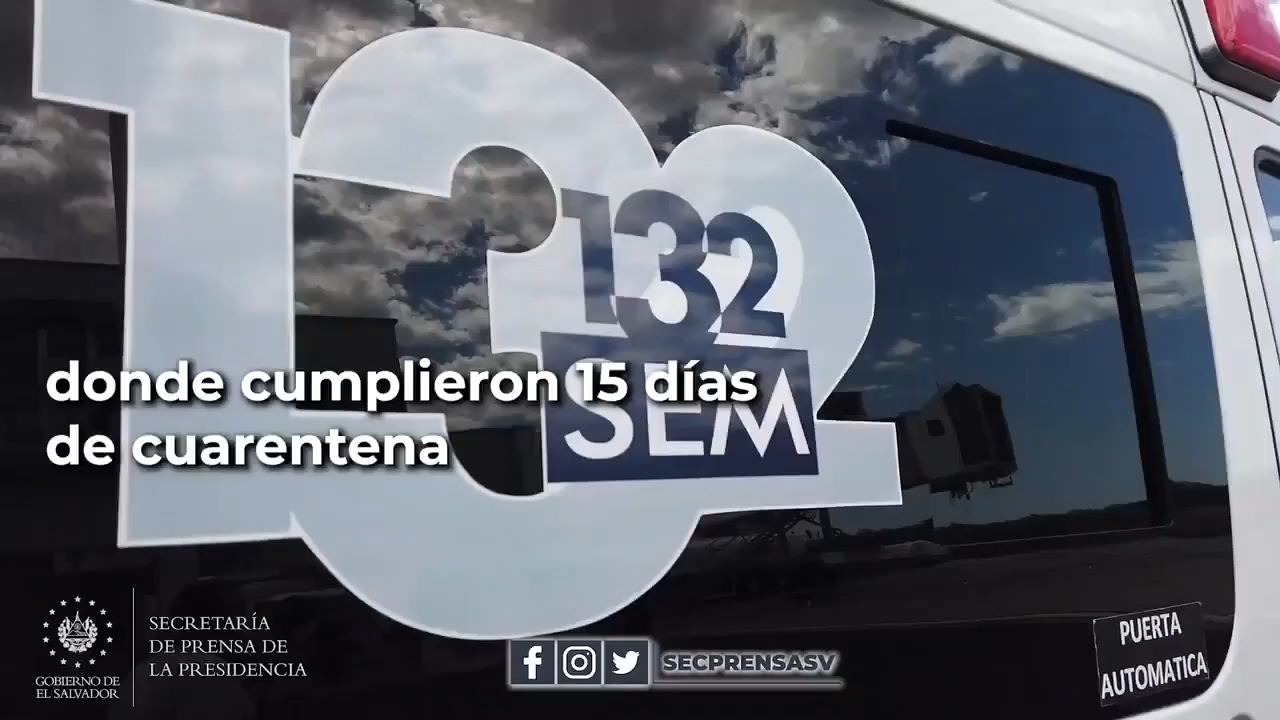 132
132
SEM
donde cumplieron 15 días
de cuarentena
GOBIERNO DE
EL SALVADOR
SECRETARÍA
DE PRENSA DE
LA PRESIDENCIA
SECPRENSASV
PUERTA
AUTOMATICA